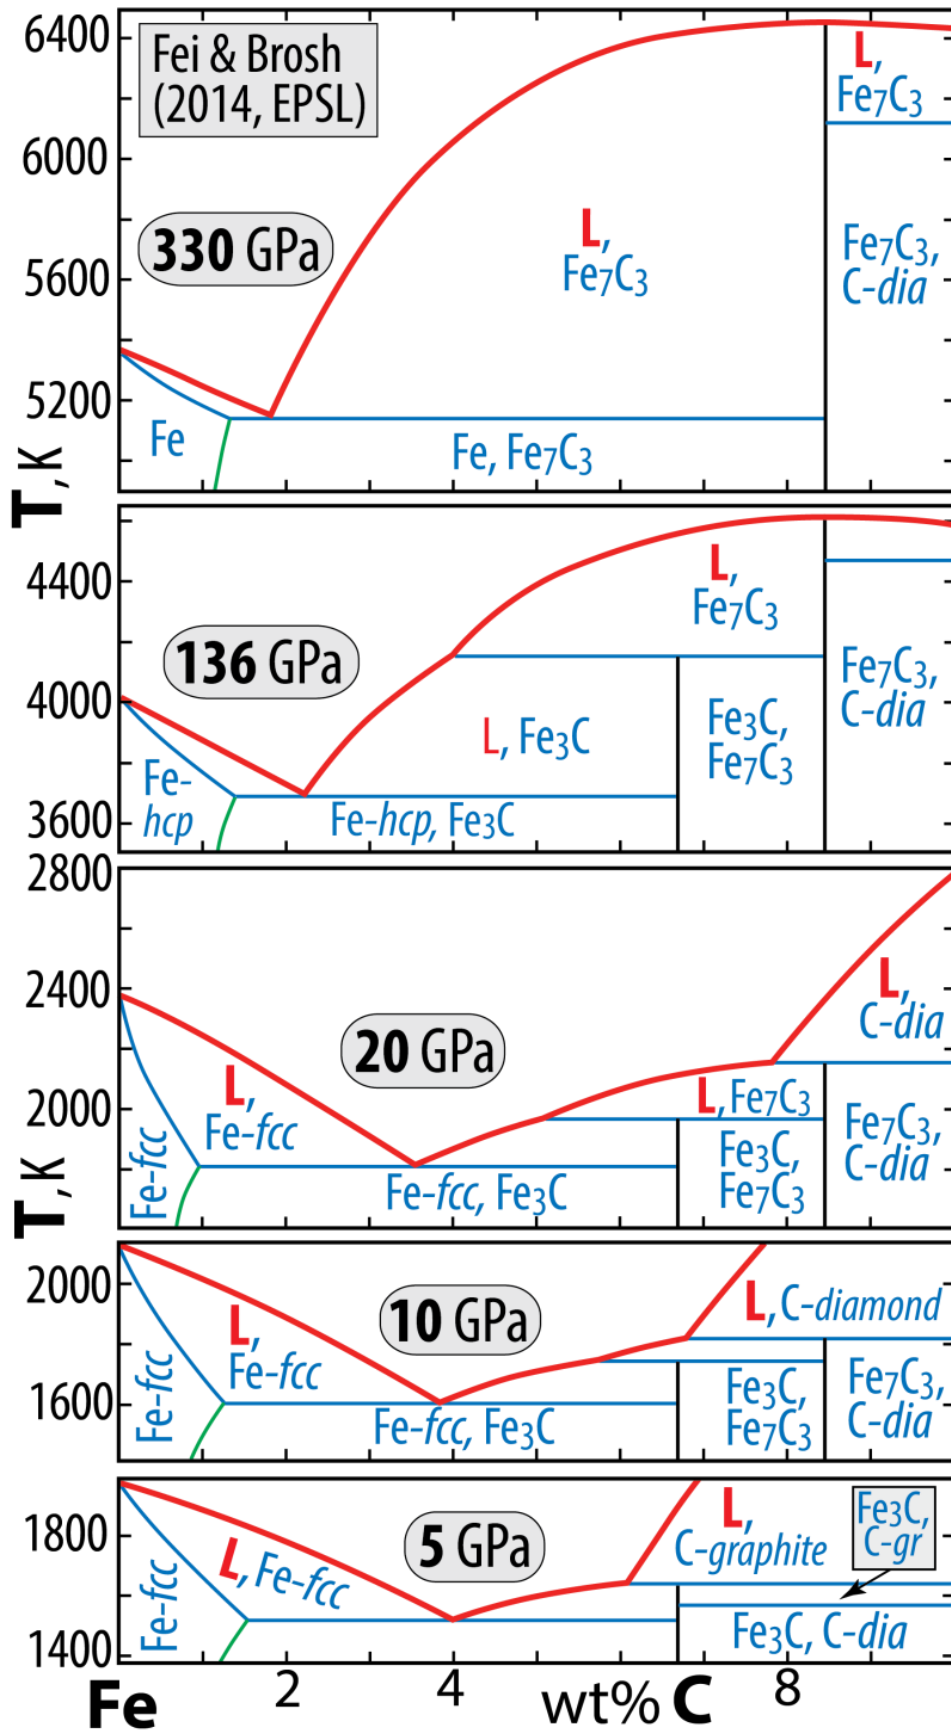 6400
Fei & Brosh
(2014, EPSL)
L,
Fe₇C₃
6000
L,
Fe₇C₃
330 GPa
Fe₇C₃,
C-dia
5600
5200
Fe
Fe, Fe₇C₃
T, K
4400
L,
Fe₇C₃
136 GPa
Fe₇C₃,
C-dia
4000
L, Fe₃C
Fe₃C,
Fe₇C₃
Fe-
hcp
3600
Fe-hcp, Fe₃C
2800
2400
L,
C-dia
20 GPa
L,
Fe-fcc
2000
L, Fe₇C₃
Fe₇C₃,
C-dia
Fe-fcc
Fe₃C,
Fe₇C₃
Fe-fcc, Fe₃C
T, K
2000
L, C-diamond
10 GPa
L,
Fe-fcc
Fe-fcc
1600
Fe₃C,
Fe₇C₃
Fe₇C₃,
C-dia
Fe-fcc, Fe₃C
1800
5 GPa
L,
C-graphite
Fe₃C,
C-gr
Fe-fcc
L, Fe-fcc
Fe₃C, C-dia
1400
Fe 2 4 wt% C 8